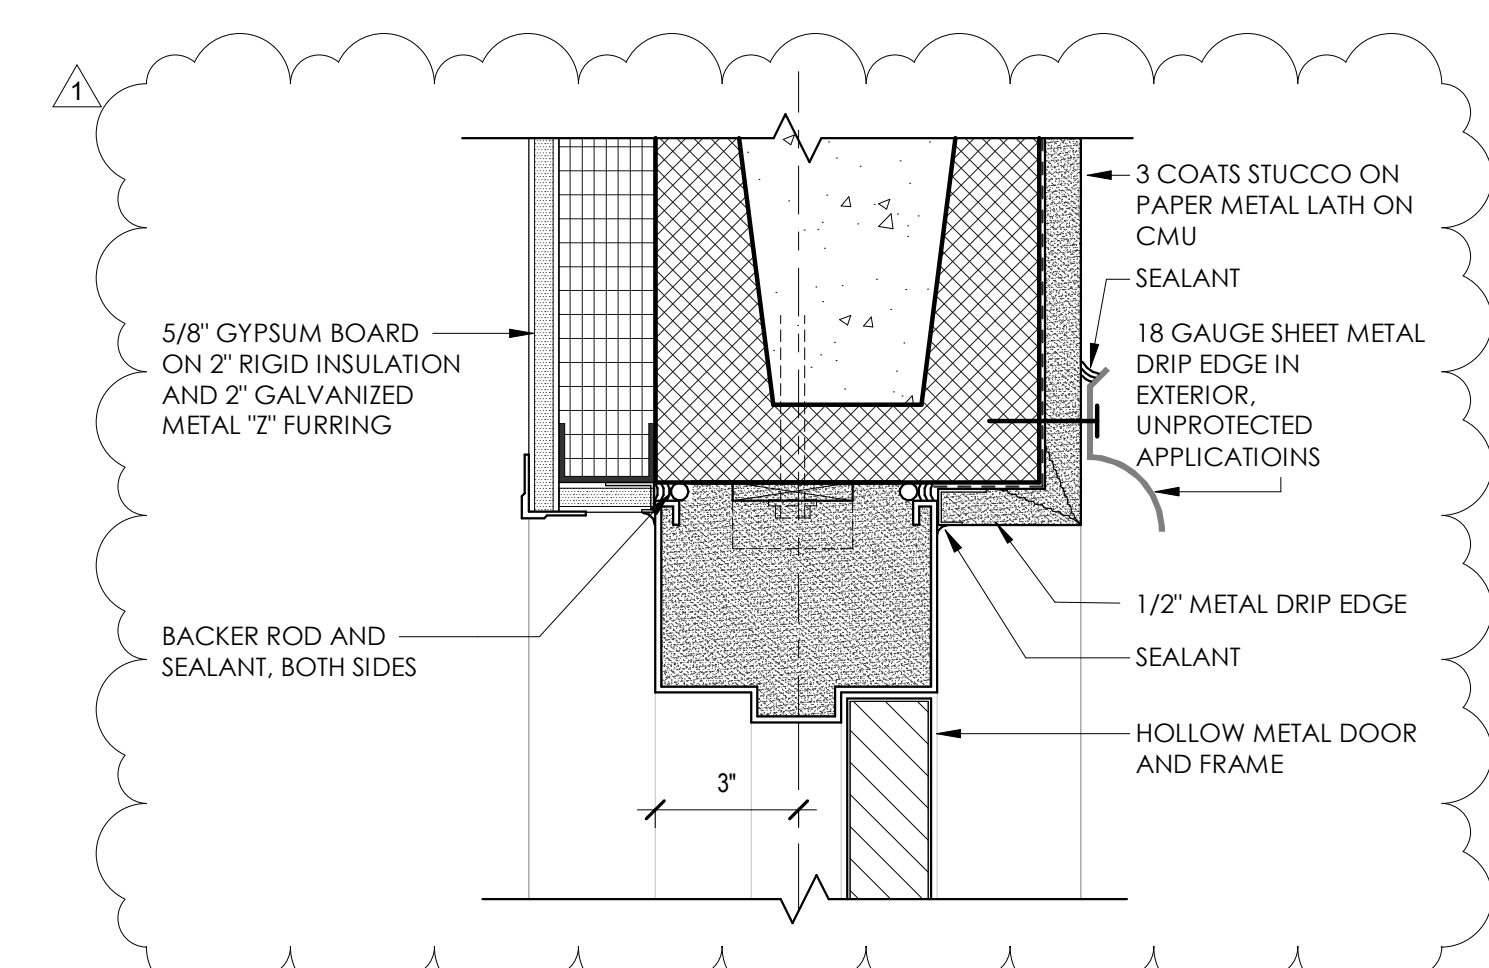 1
3 COATS STUCCO ON
PAPER METAL LATH ON
CMU
SEALANT
5/8" GYPSUM BOARD
ON 2" RIGID INSULATION
AND 2" GALVANIZED
METAL "Z" FURRING
18 GAUGE SHEET METAL
DRIP EDGE IN
EXTERIOR,
UNPROTECTED
APPLICATIOINS
1/2" METAL DRIP EDGE
BACKER ROD AND
SEALANT, BOTH SIDES
SEALANT
HOLLOW METAL DOOR
AND FRAME
3"